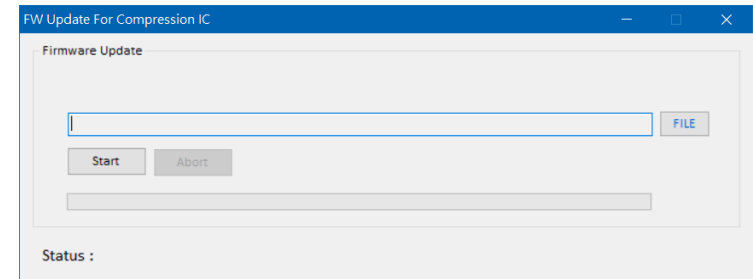 FW Update For Compression IC
Firmware Update
FILE
Start Abort
Status :